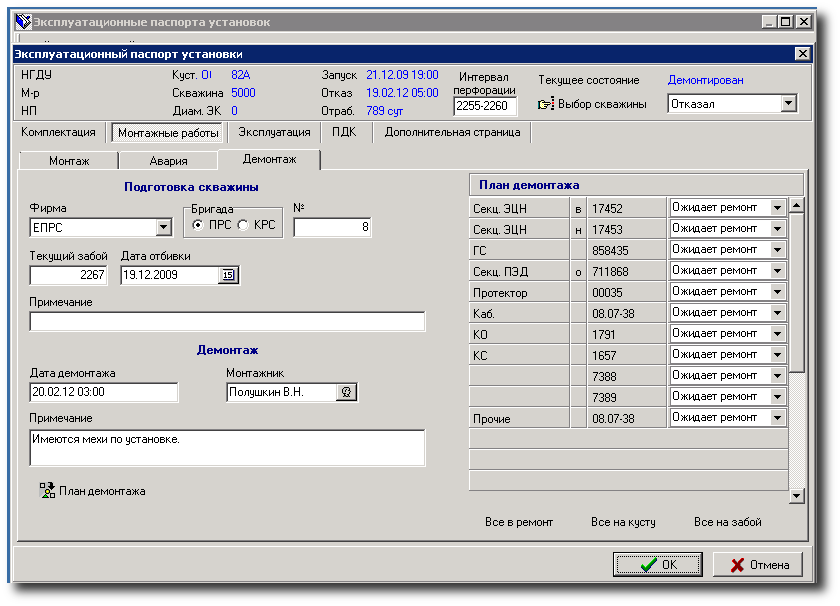 Эксплуатационные паспорта установок
Эксплуатационный паспорт установки
НГДУ Куст. О! 82А Запуск 21.12.09 19:00 Интервал перфорации Текущее состояние Демонтирован
М-р Скважина 5000 Отказ 19.02.12 05:00 2255-2260 Выбор скважины Отказал
НП Диам. ЭК 0 Отраб. 789 сут
Комплектация Монтажные работы Эксплуатация ПДК Дополнительная страница
Монтаж Авария Демонтаж
Подготовка скважины
Фирма Бригада №
ЕПРС ПРС КРС 8
Текущий забой Дата отбивки
2267 19.12.2009 15
Примечание
Демонтаж
Дата демонтажа Монтажник
20.02.12 03:00 Полушкин В.Н.
Примечание
Имеются мехи по установке.
План демонтажа
План демонтажа
Секц. ЭЦН в 17452 Ожидает ремонт
Секц. ЭЦН н 17453 Ожидает ремонт
ГС 858435 Ожидает ремонт
Секц. ПЭД о 711868 Ожидает ремонт
Протектор 00035 Ожидает ремонт
Каб. 08.07-38 Ожидает ремонт
КО 1791 Ожидает ремонт
КС 1657 Ожидает ремонт
7388 Ожидает ремонт
7389 Ожидает ремонт
Прочие 08.07-38 Ожидает ремонт
Все в ремонт Все на кусту Все на забой
OK Отмена